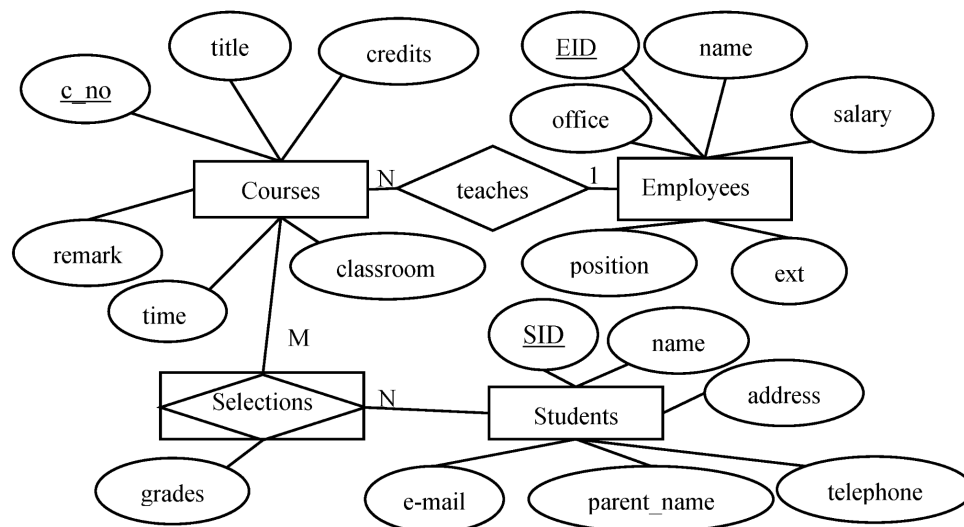 title
credits
EID
name
c_no
office
salary
Courses
N
teaches
1
Employees
remark
classroom
position
ext
time
M
SID
name
address
Selections
N
Students
grades
e-mail
parent_name
telephone